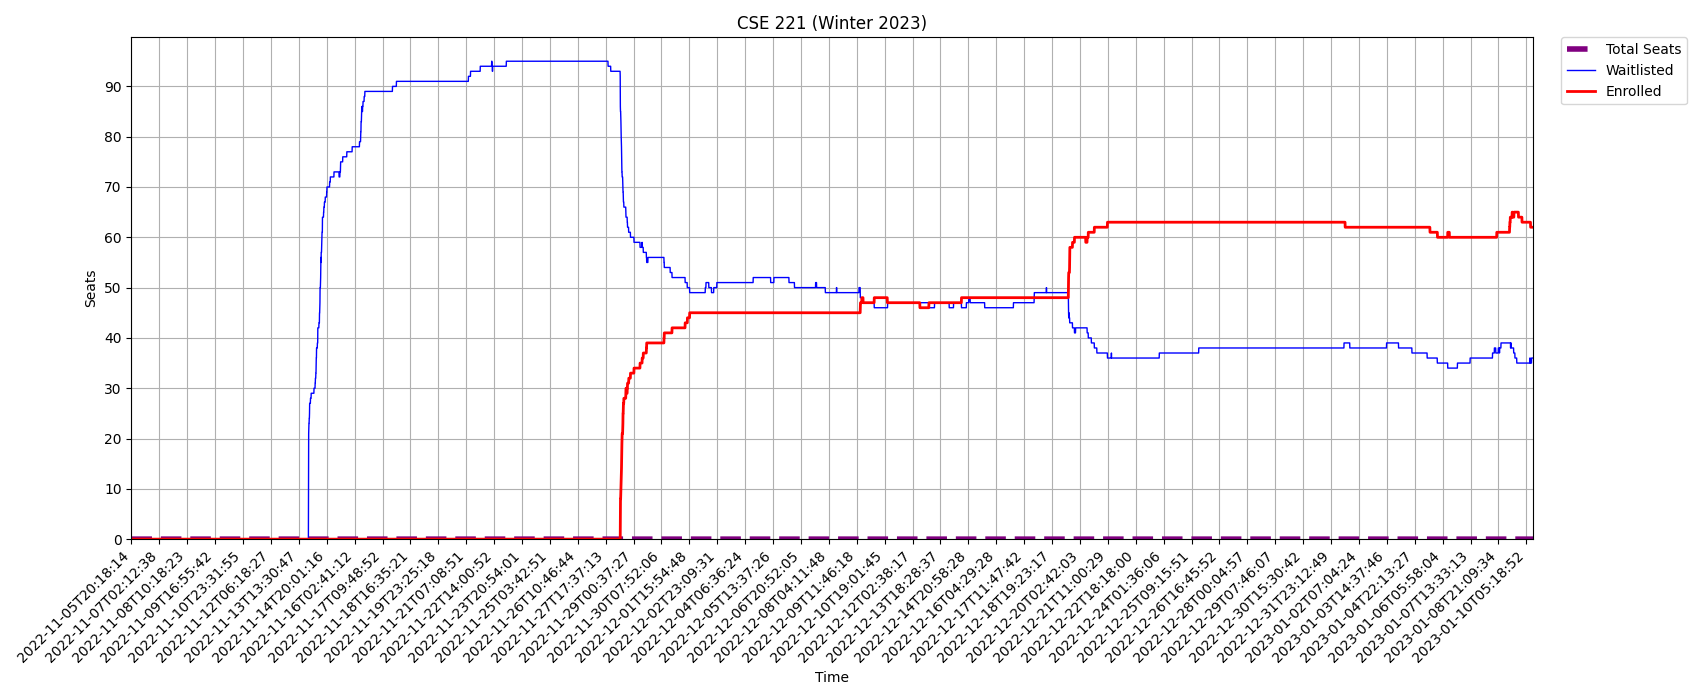 CSE 221 (Winter 2023)
Total Seats
Waitlisted
Enrolled
Seats
90
80
70
60
50
40
30
20
10
0
2022-11-05T20:18:14
2022-11-07T02:12:38
2022-11-08T10:18:23
2022-11-09T16:55:42
2022-11-10T23:31:55
2022-11-12T06:18:27
2022-11-13T13:30:47
2022-11-14T20:01:16
2022-11-16T02:41:12
2022-11-17T09:48:52
2022-11-18T16:35:21
2022-11-19T23:25:18
2022-11-21T07:08:51
2022-11-22T14:00:52
2022-11-23T20:54:01
2022-11-25T03:42:51
2022-11-26T10:46:44
2022-11-27T17:37:13
2022-11-29T00:37:27
2022-11-30T07:52:06
2022-12-01T15:54:48
2022-12-02T23:09:31
2022-12-04T06:36:24
2022-12-05T13:37:26
2022-12-06T20:52:05
2022-12-08T04:11:48
2022-12-09T11:46:18
2022-12-10T19:01:45
2022-12-12T02:38:17
2022-12-13T18:28:37
2022-12-14T20:58:28
2022-12-16T04:29:28
2022-12-17T11:47:42
2022-12-18T19:23:17
2022-12-20T02:42:03
2022-12-21T11:00:29
2022-12-22T18:18:00
2022-12-24T01:36:06
2022-12-25T09:15:51
2022-12-26T16:45:52
2022-12-28T00:04:57
2022-12-29T07:46:07
2022-12-30T15:30:42
2022-12-31T23:12:49
2023-01-02T07:04:24
2023-01-03T14:37:46
2023-01-04T22:13:27
2023-01-06T05:58:04
2023-01-07T13:33:13
2023-01-08T21:09:34
2023-01-10T05:18:52
Time